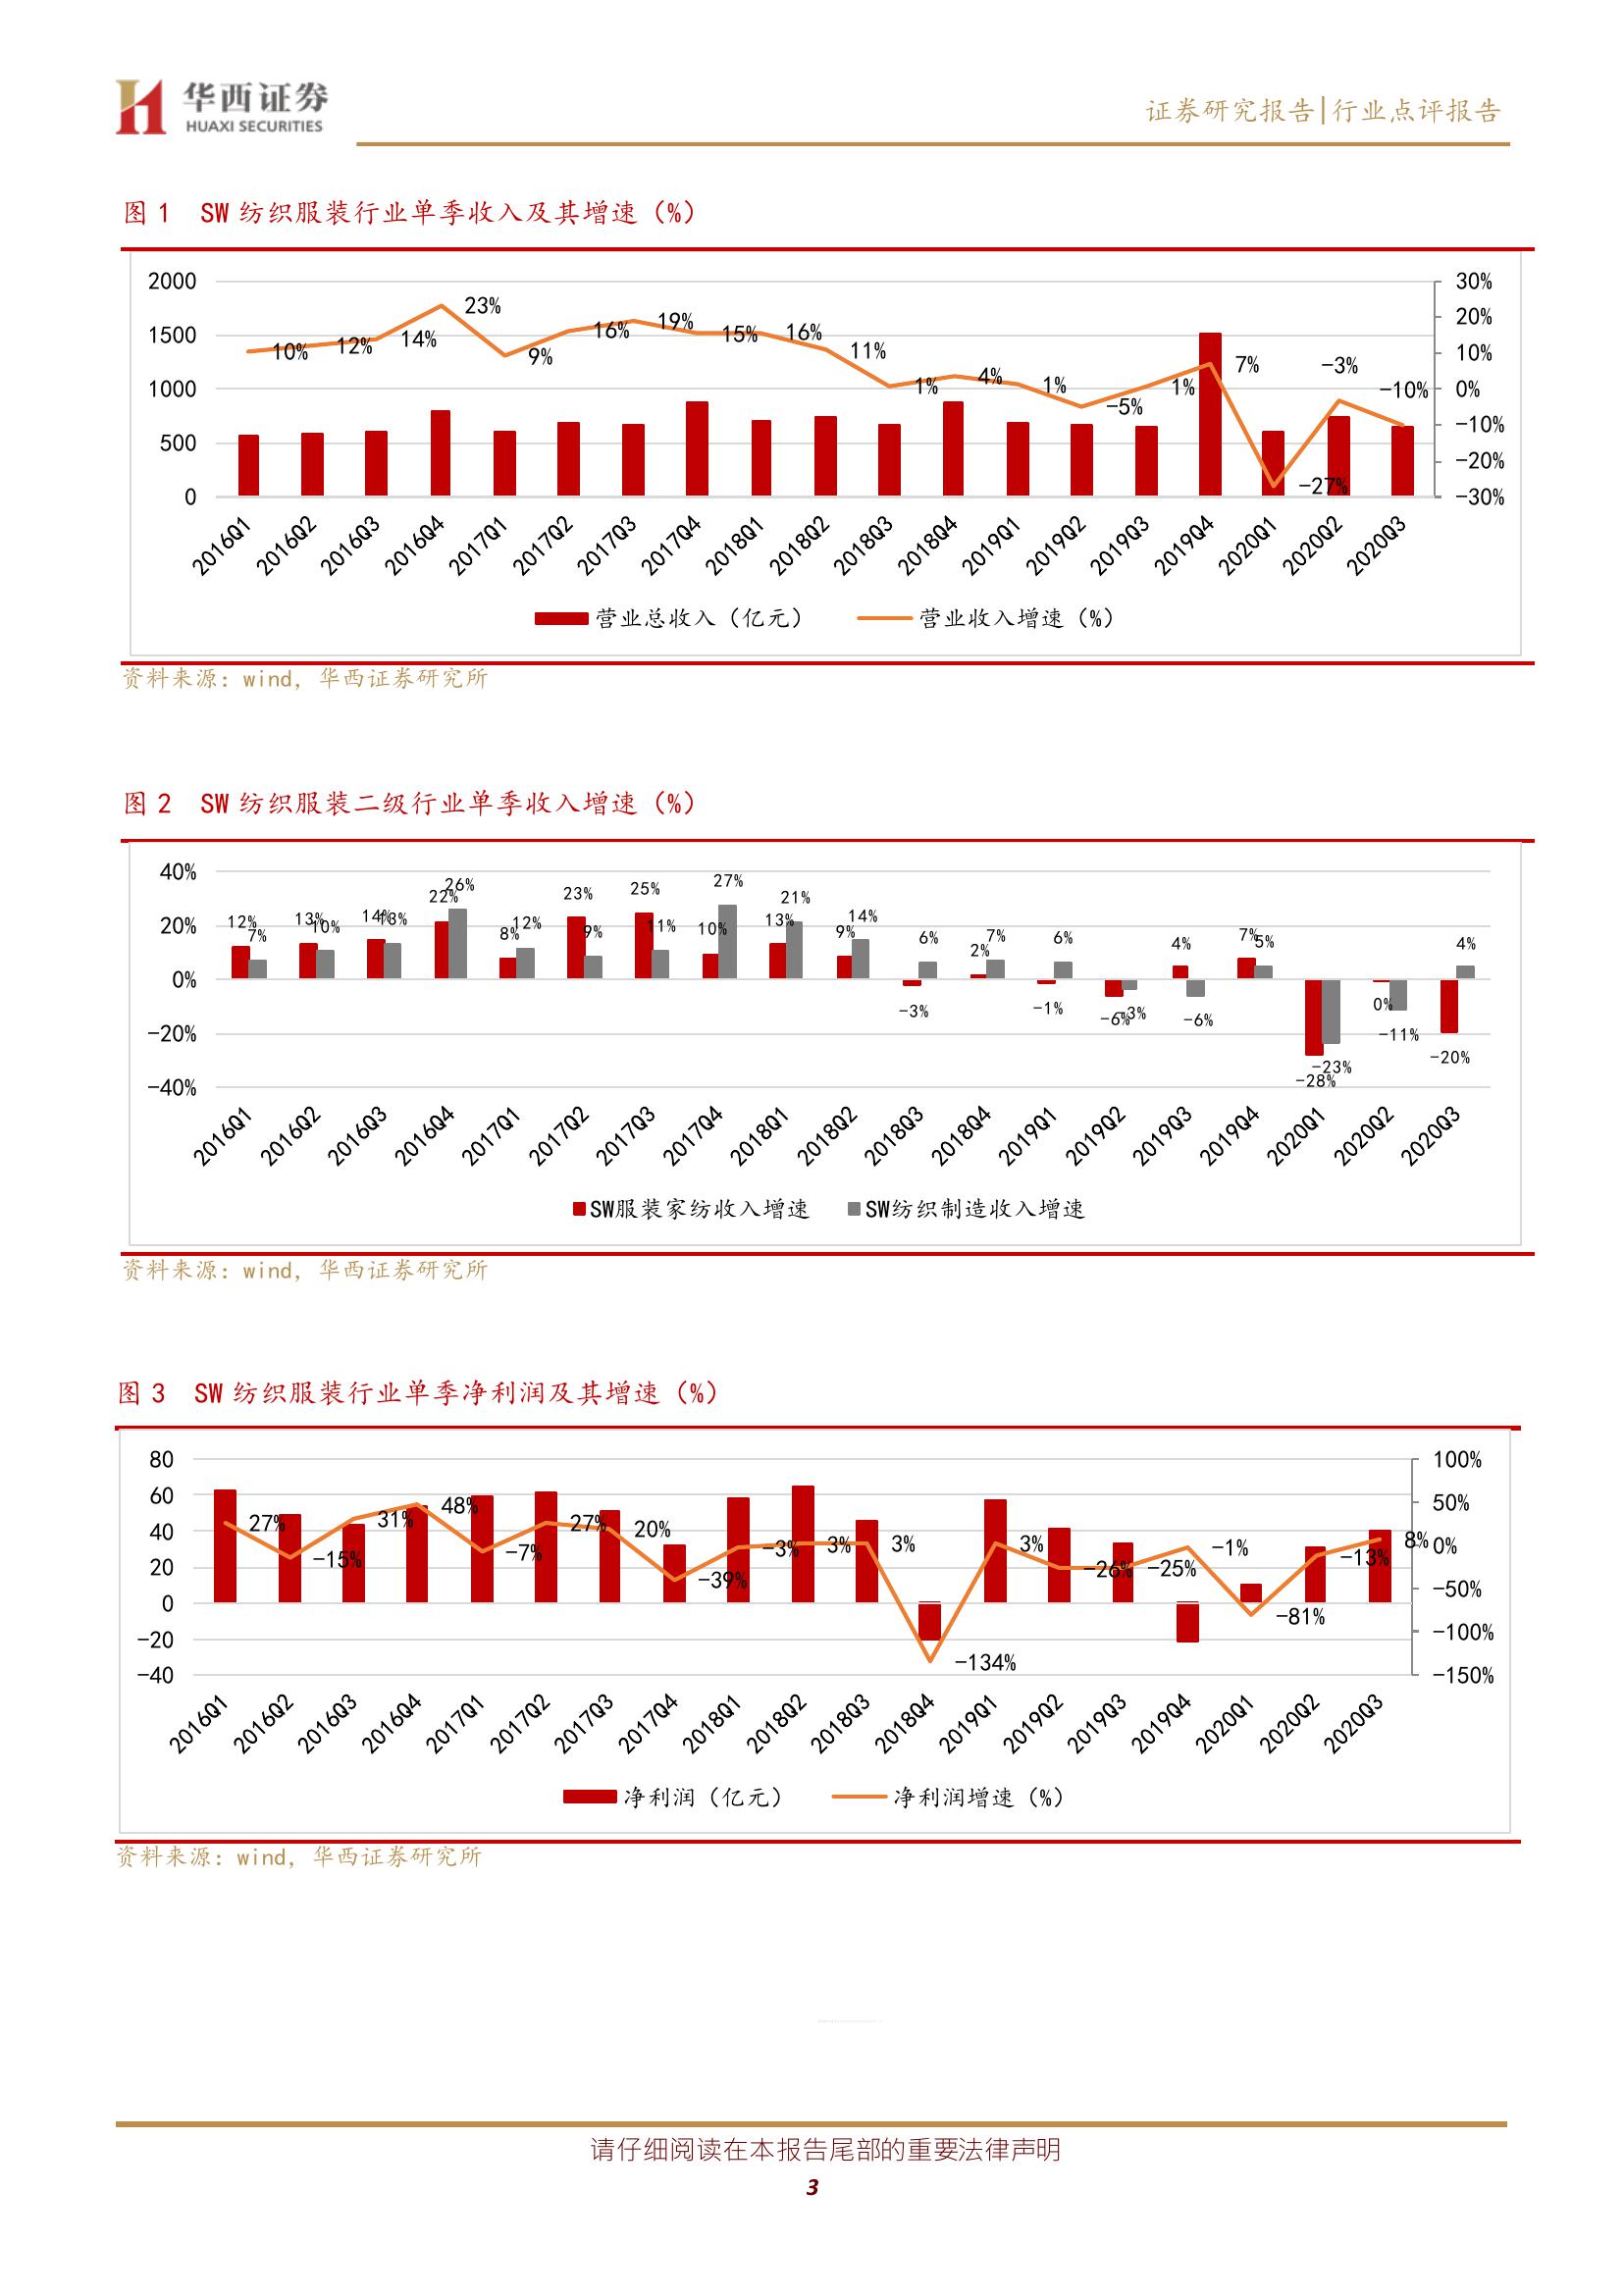 华西证券
HUAXI SECURITIES
证券研究报告|行业点评报告
图 1 SW 纺织服装行业单季收入及其增速（%）
2000 30%
1500 20%
1000 10%
500 0%
0 -10%
-20%
-30%
10% 12% 14% 23% 9% 16% 19% 15% 16% 11% 1% 4% 1% -5% 1% 7% -27% -3% -10%
2016Q1 2016Q2 2016Q3 2016Q4 2017Q1 2017Q2 2017Q3 2017Q4 2018Q1 2018Q2 2018Q3 2018Q4 2019Q1 2019Q2 2019Q3 2019Q4 2020Q1 2020Q2 2020Q3
营业总收入（亿元） 营业收入增速（%）
资料来源：wind，华西证券研究所
图 2 SW 纺织服装二级行业单季收入增速（%）
40%
20%
0%
-20%
-40%
12% 7% 13% 10% 14% 13% 22% 26% 8% 12% 23% 9% 25% 11% 10% 27% 13% 21% 9% 14% -3% 6% 2% 7% -1% 6% -6% -3% 4% -6% 7% 5% -28% -23% 0% -11% -20% 4%
2016Q1 2016Q2 2016Q3 2016Q4 2017Q1 2017Q2 2017Q3 2017Q4 2018Q1 2018Q2 2018Q3 2018Q4 2019Q1 2019Q2 2019Q3 2019Q4 2020Q1 2020Q2 2020Q3
SW服装家纺收入增速 SW纺织制造收入增速
资料来源：wind，华西证券研究所
图 3 SW 纺织服装行业单季净利润及其增速（%）
80 100%
60 50%
40 0%
20 -50%
0 -100%
-20 -150%
-40
27% -15% 31% 48% -7% 27% 20% -39% -3% 3% 3% -134% 3% -26% -25% -1% -81% -13% 8%
2016Q1 2016Q2 2016Q3 2016Q4 2017Q1 2017Q2 2017Q3 2017Q4 2018Q1 2018Q2 2018Q3 2018Q4 2019Q1 2019Q2 2019Q3 2019Q4 2020Q1 2020Q2 2020Q3
净利润（亿元） 净利润增速（%）
资料来源：wind，华西证券研究所
请仔细阅读在本报告尾部的重要法律声明
3